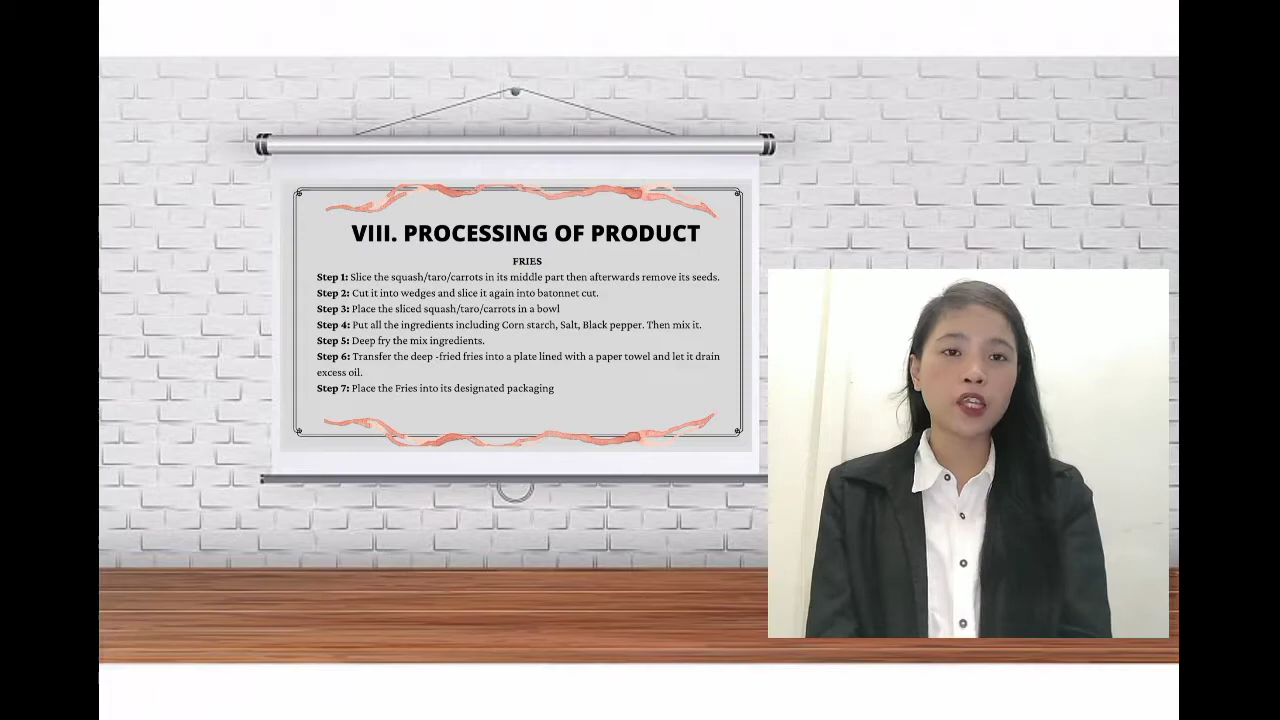 VIII. PROCESSING OF PRODUCT
FRIES
Step 1: Slice the squash/taro/carrots in its middle part then afterwards remove its seeds.
Step 2: Cut it into wedges and slice it again into batonnet cut.
Step 3: Place the sliced squash/taro/carrots in a bowl
Step 4: Put all the ingredients including Corn starch, Salt, Black pepper. Then mix it.
Step 5: Deep fry the mix ingredients.
Step 6: Transfer the deep -fried fries into a plate lined with a paper towel and let it drain
excess oil.
Step 7: Place the Fries into its designated packaging